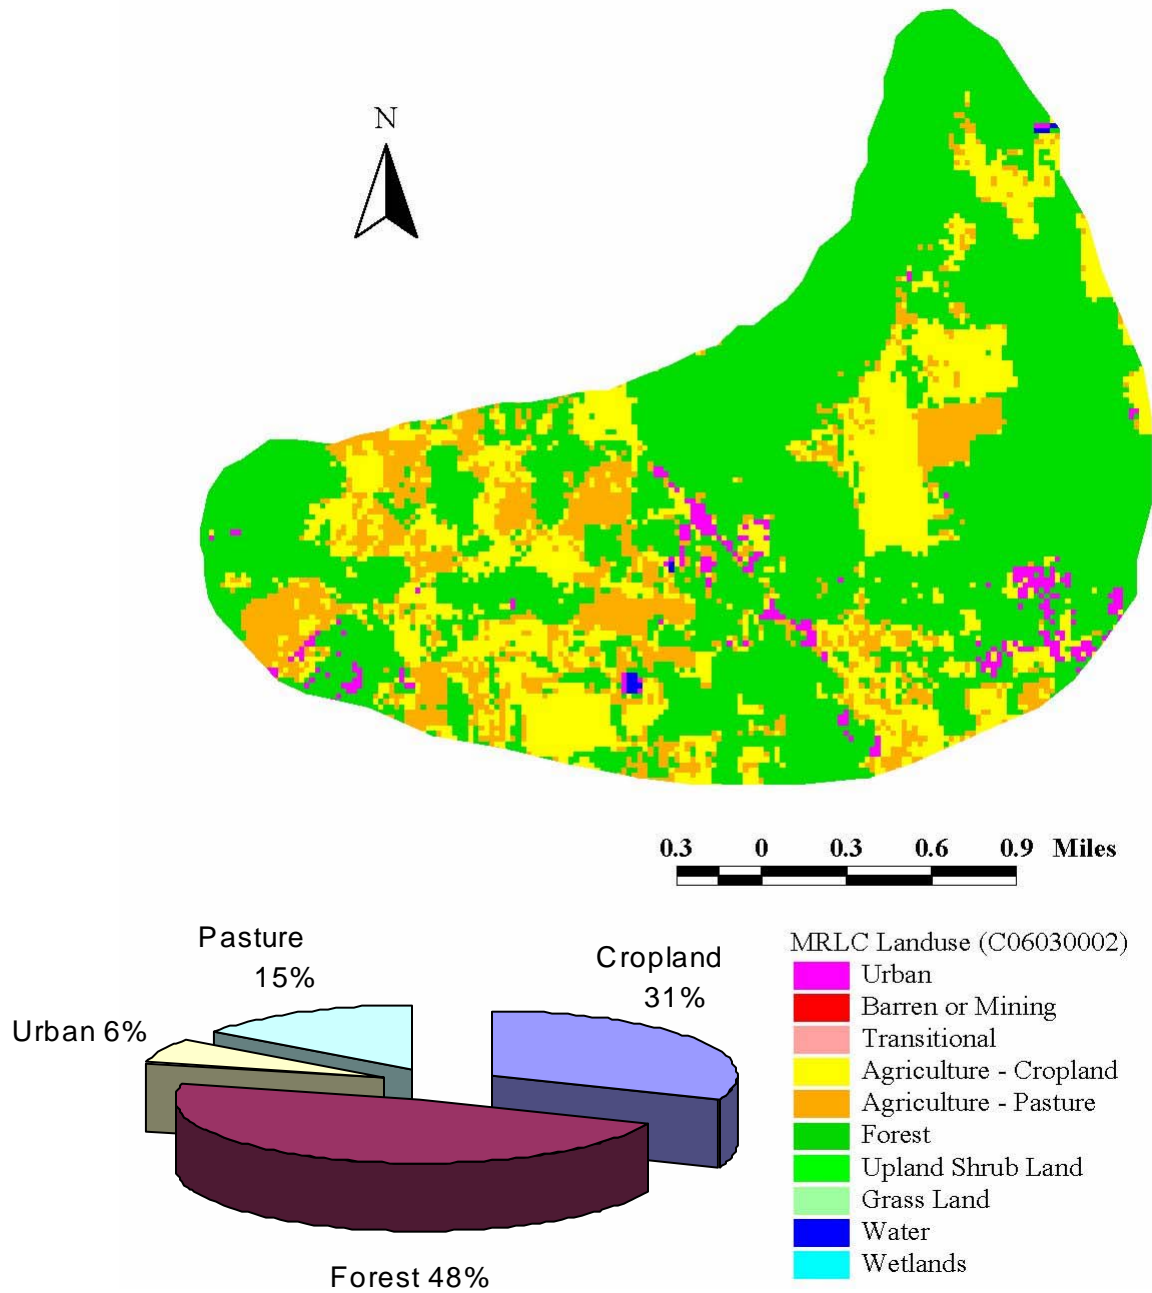 N
0.3 0 0.3 0.6 0.9 Miles
Pasture
15%
Cropland
31%
Urban 6%
Forest 48%
MRLC Landuse (C06030002)
Urban
Barren or Mining
Transitional
Agriculture - Cropland
Agriculture - Pasture
Forest
Upland Shrub Land
Grass Land
Water
Wetlands